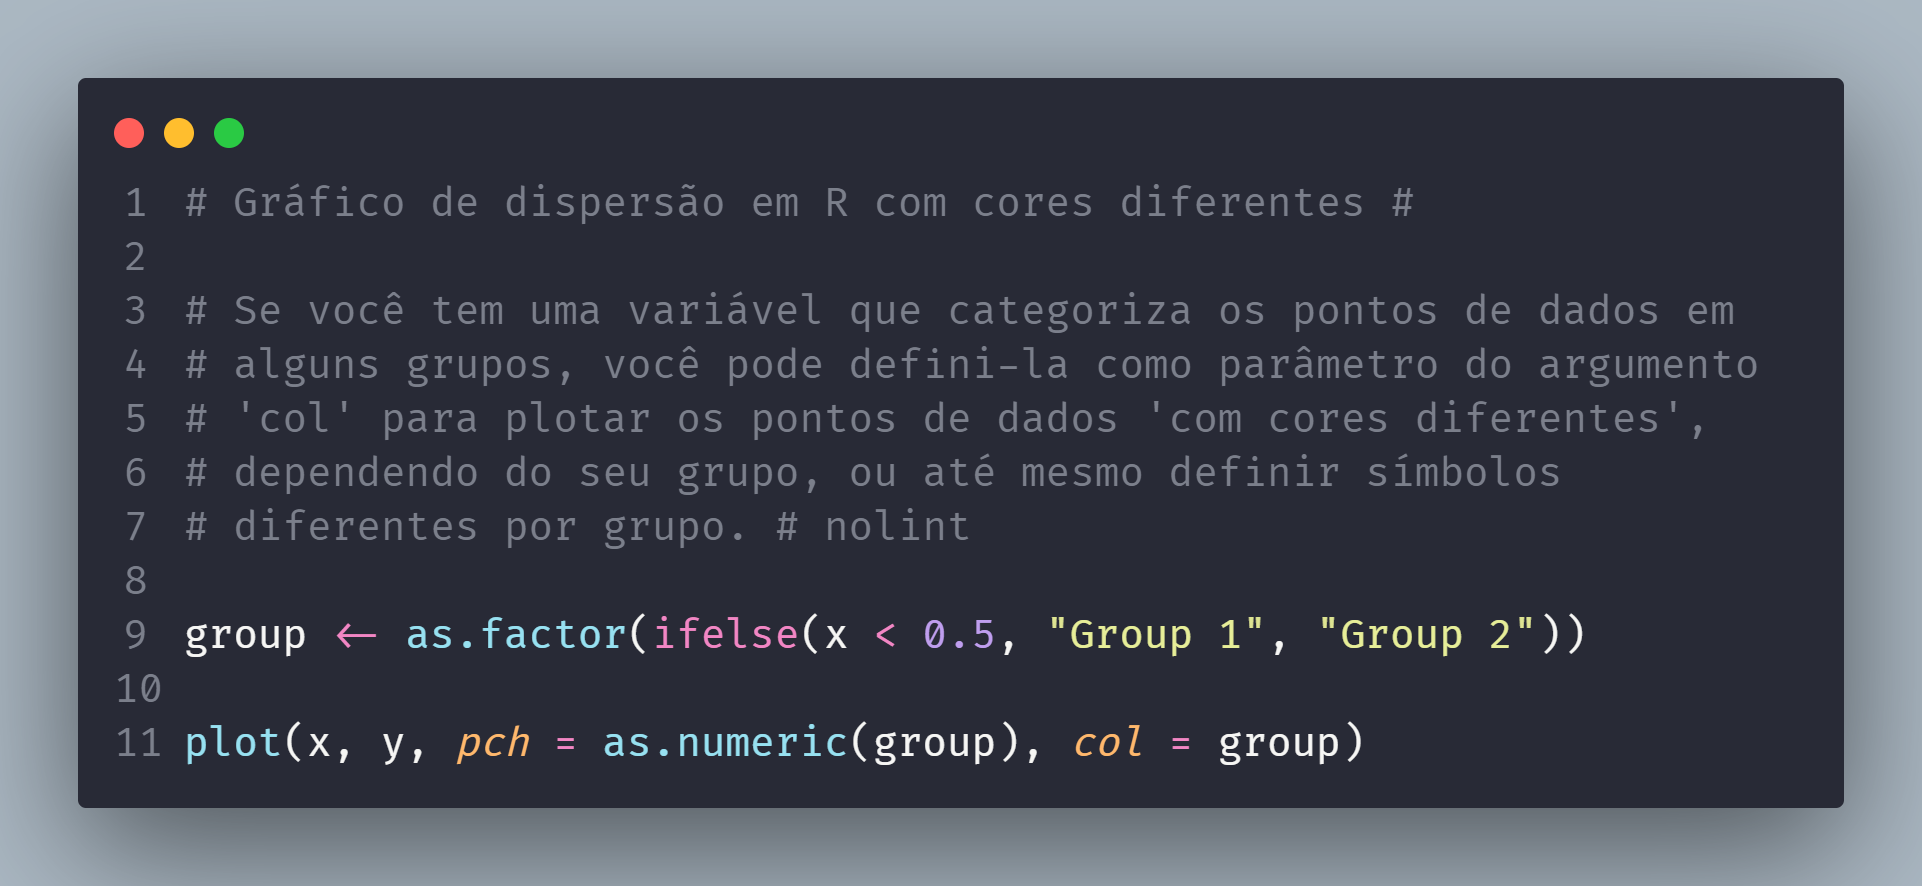 1 # Gráfico de dispersão em R com cores diferentes #
2
3 # Se você tem uma variável que categoriza os pontos de dados em
4 # alguns grupos, você pode defini-la como parâmetro do argumento
5 # 'col' para plotar os pontos de dados 'com cores diferentes',
6 # dependendo do seu grupo, ou até mesmo definir símbolos
7 # diferentes por grupo. # nolint
8
9 group <- as.factor(ifelse(x < 0.5, "Group 1", "Group 2"))
10
11 plot(x, y, pch = as.numeric(group), col = group)